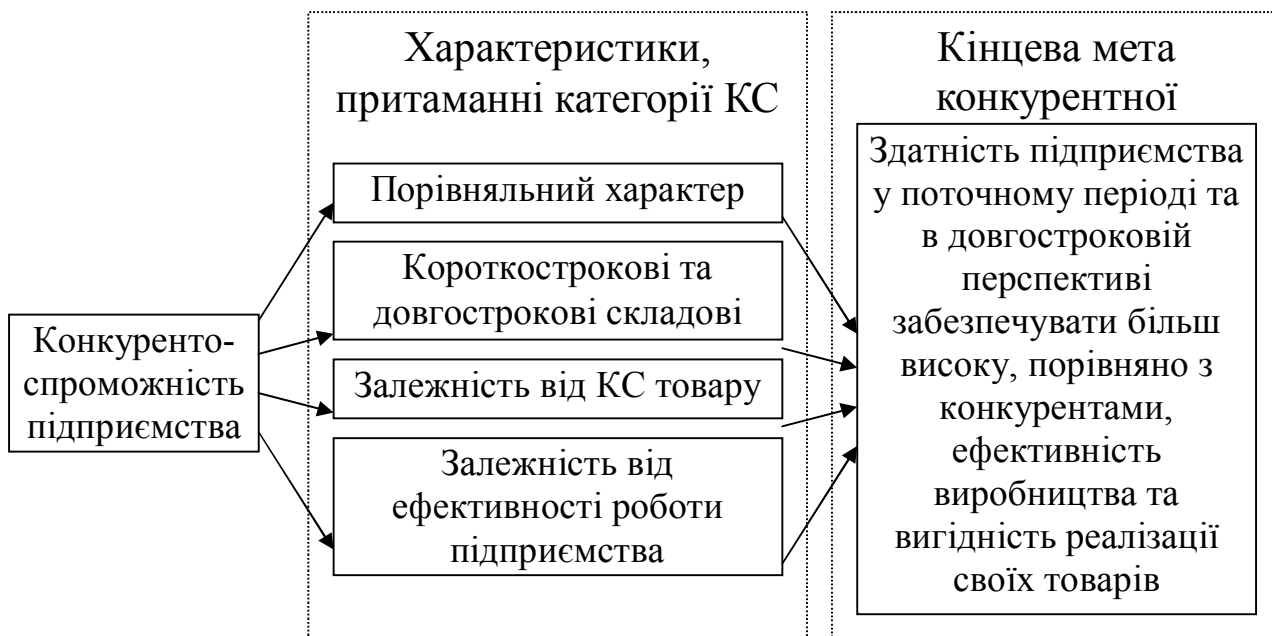 Конкуренто-
спроможність
підприємства
Характеристики,
притаманні категорії КС
Порівняльний характер
Короткострокові та
довгострокові складові
Залежність від КС товару
Залежність від
ефективності роботи
підприємства
Кінцева мета
конкурентної
Здатність підприємства
у поточному періоді та
в довгостроковій
перспективі
забезпечувати більш
високу, порівняно з
конкурентами,
ефективність
виробництва та
вигідність реалізації
своїх товарів